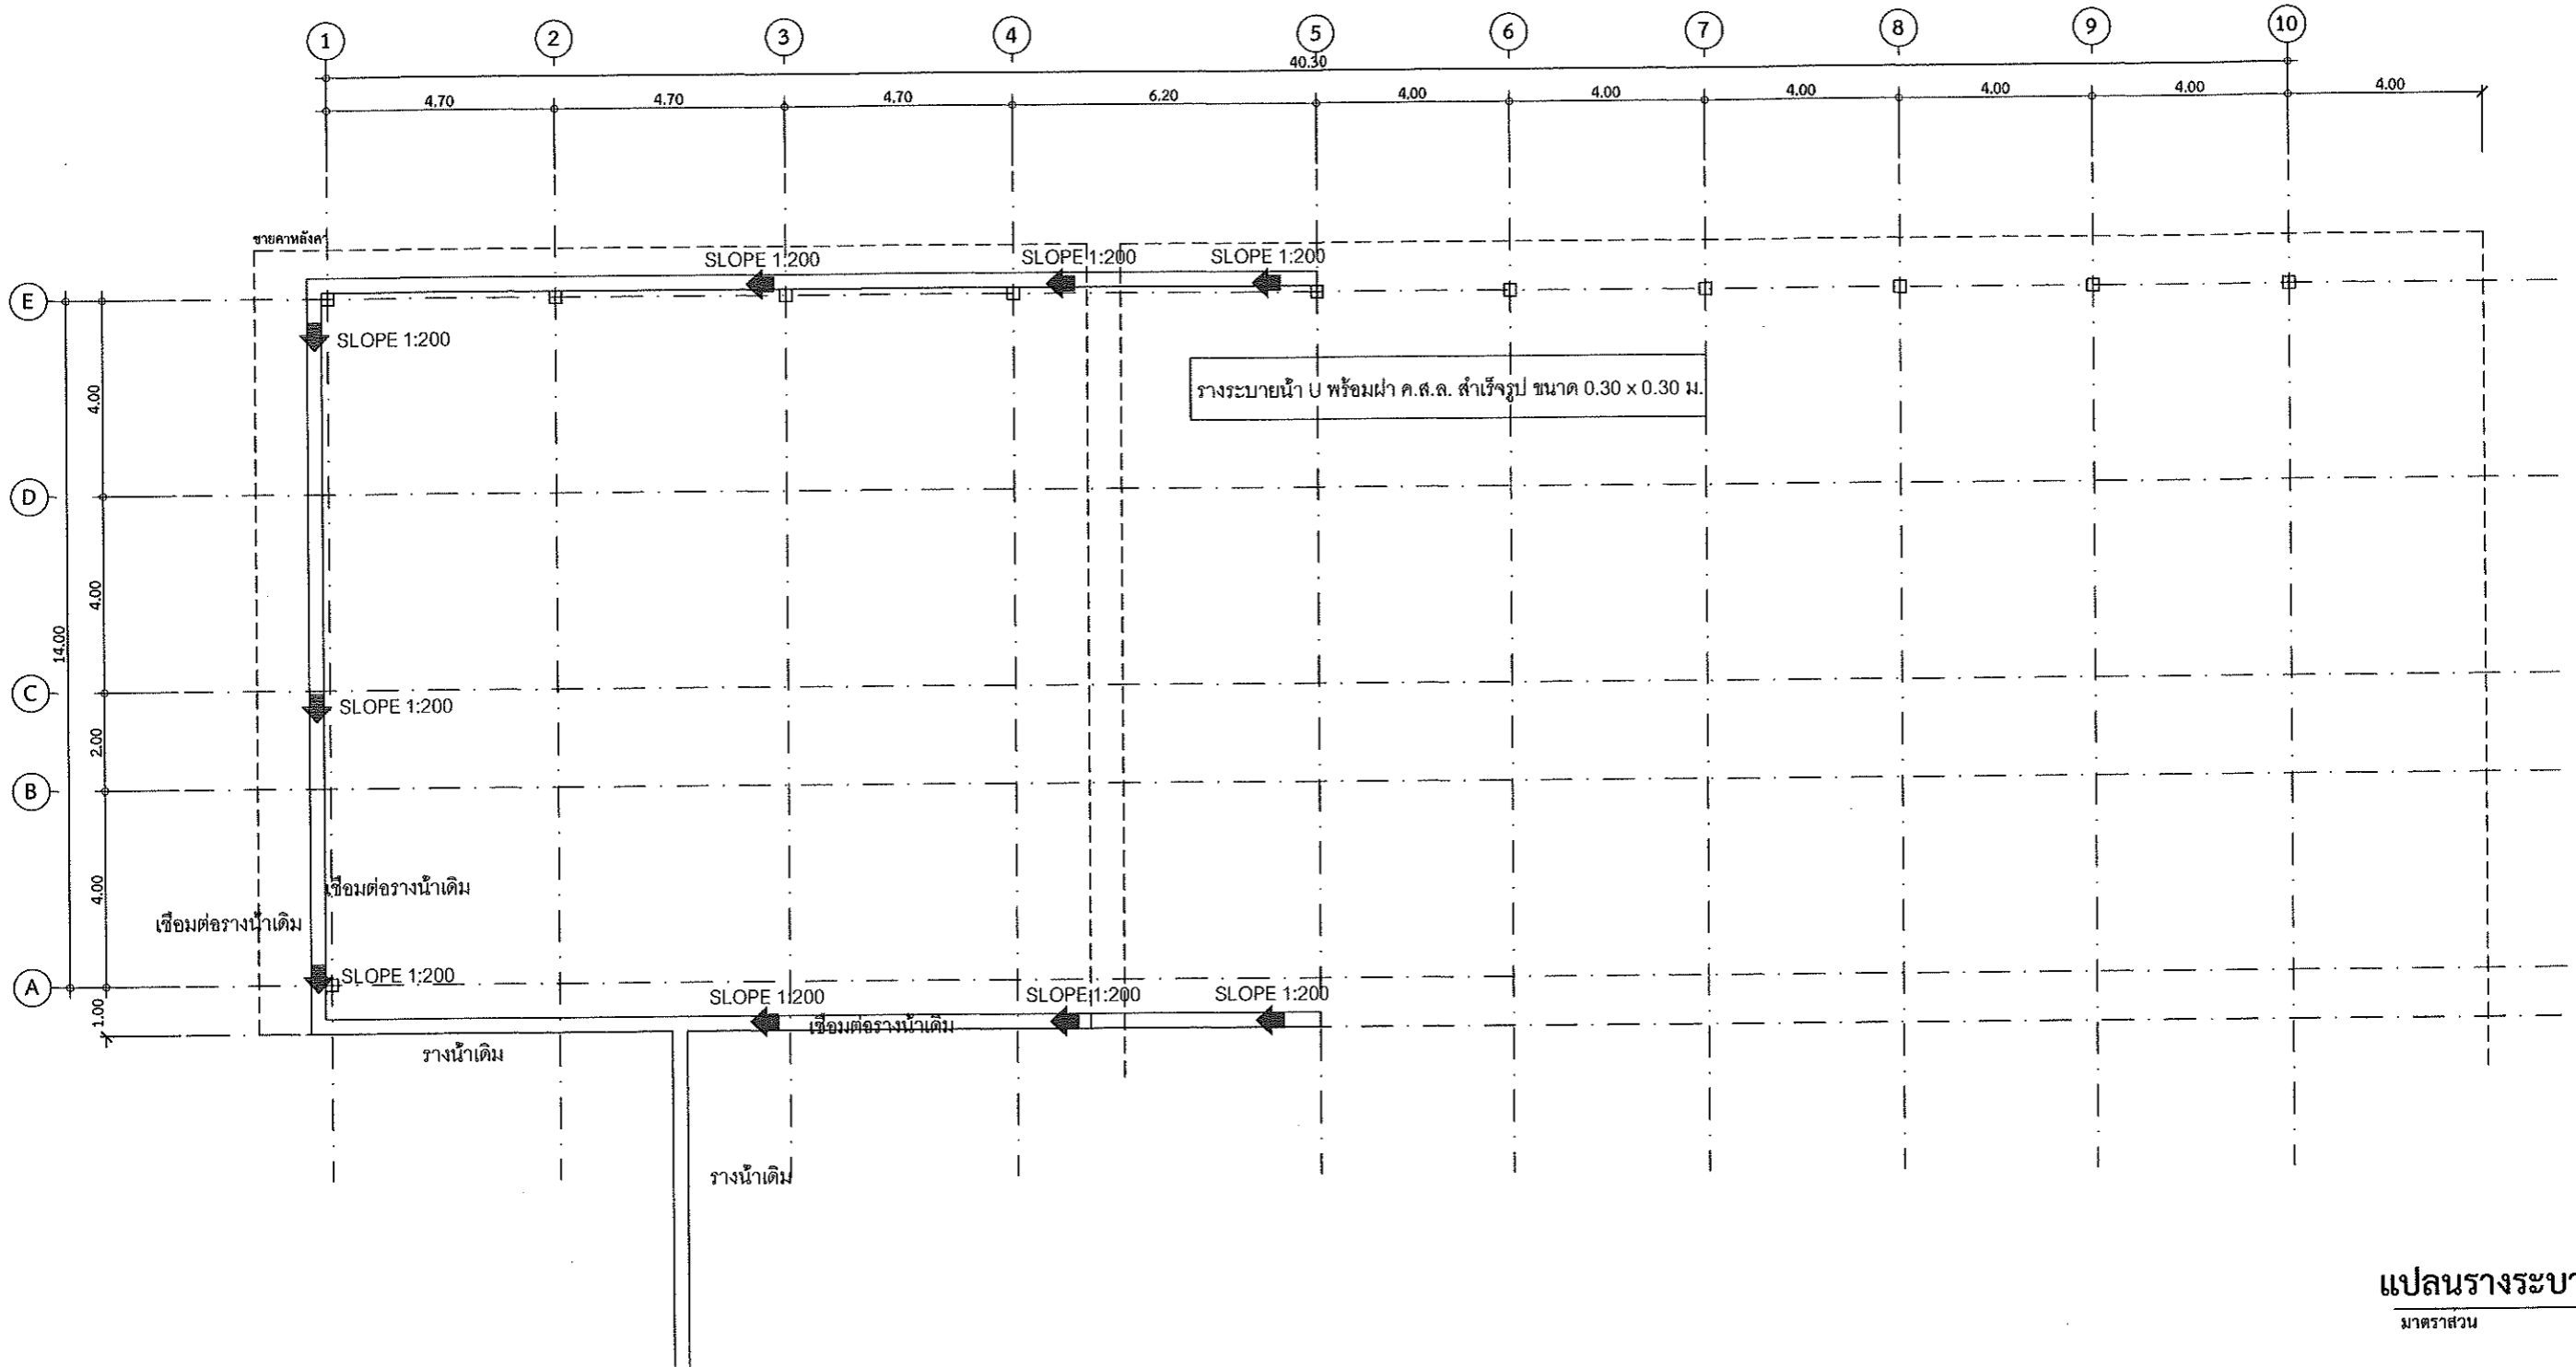 1 2 3 4 5 6 7 8 9 10
40.30
4.70 4.70 4.70 6.20 4.00 4.00 4.00 4.00 4.00 4.00
ชายคาหลังคา
SLOPE 1:200 SLOPE 1:200 SLOPE 1:200
E
SLOPE 1:200
รางระบายน้ำ U พร้อมฝา ค.ส.ล. สำเร็จรูป ขนาด 0.30 x 0.30 ม.
4.00
D
4.00
14.00
C
SLOPE 1:200
2.00
B
4.00
เชื่อมต่อรางน้ำเดิม
เชื่อมต่อรางน้ำเดิม
A
SLOPE 1:200
SLOPE 1:200 SLOPE 1:200 SLOPE 1:200
1.00
เชื่อมต่อรางน้ำเดิม
รางน้ำเดิม
รางน้ำเดิม
แปลนรางระบา
มาตราส่วน